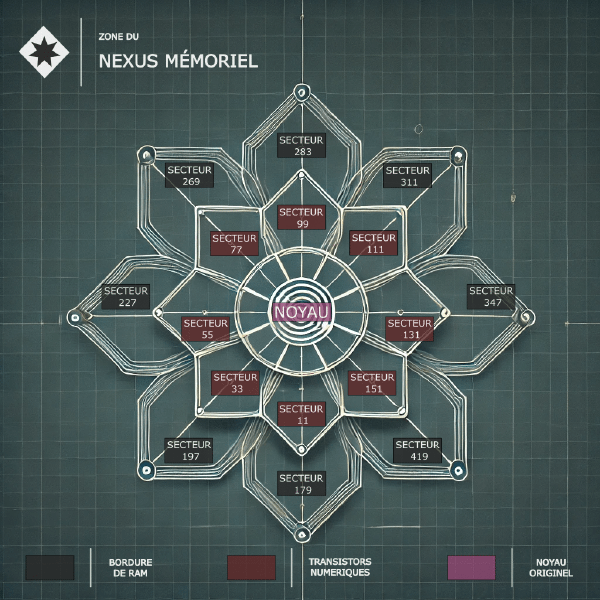 ZONE DU
NEXUS MÉMORIEL
SECTEUR
283
SECTEUR
269
SECTEUR
311
SECTEUR
99
SECTEUR
77
SECTEUR
111
SECTEUR
227
SECTEUR
347
NOYAU
SECTEUR
55
SECTEUR
131
SECTEUR
33
SECTEUR
151
SECTEUR
11
SECTEUR
197
SECTEUR
419
SECTEUR
179
BORDURE
DE RAM
TRANSISTORS
NUMERIQUES
NOYAU
ORIGINEL